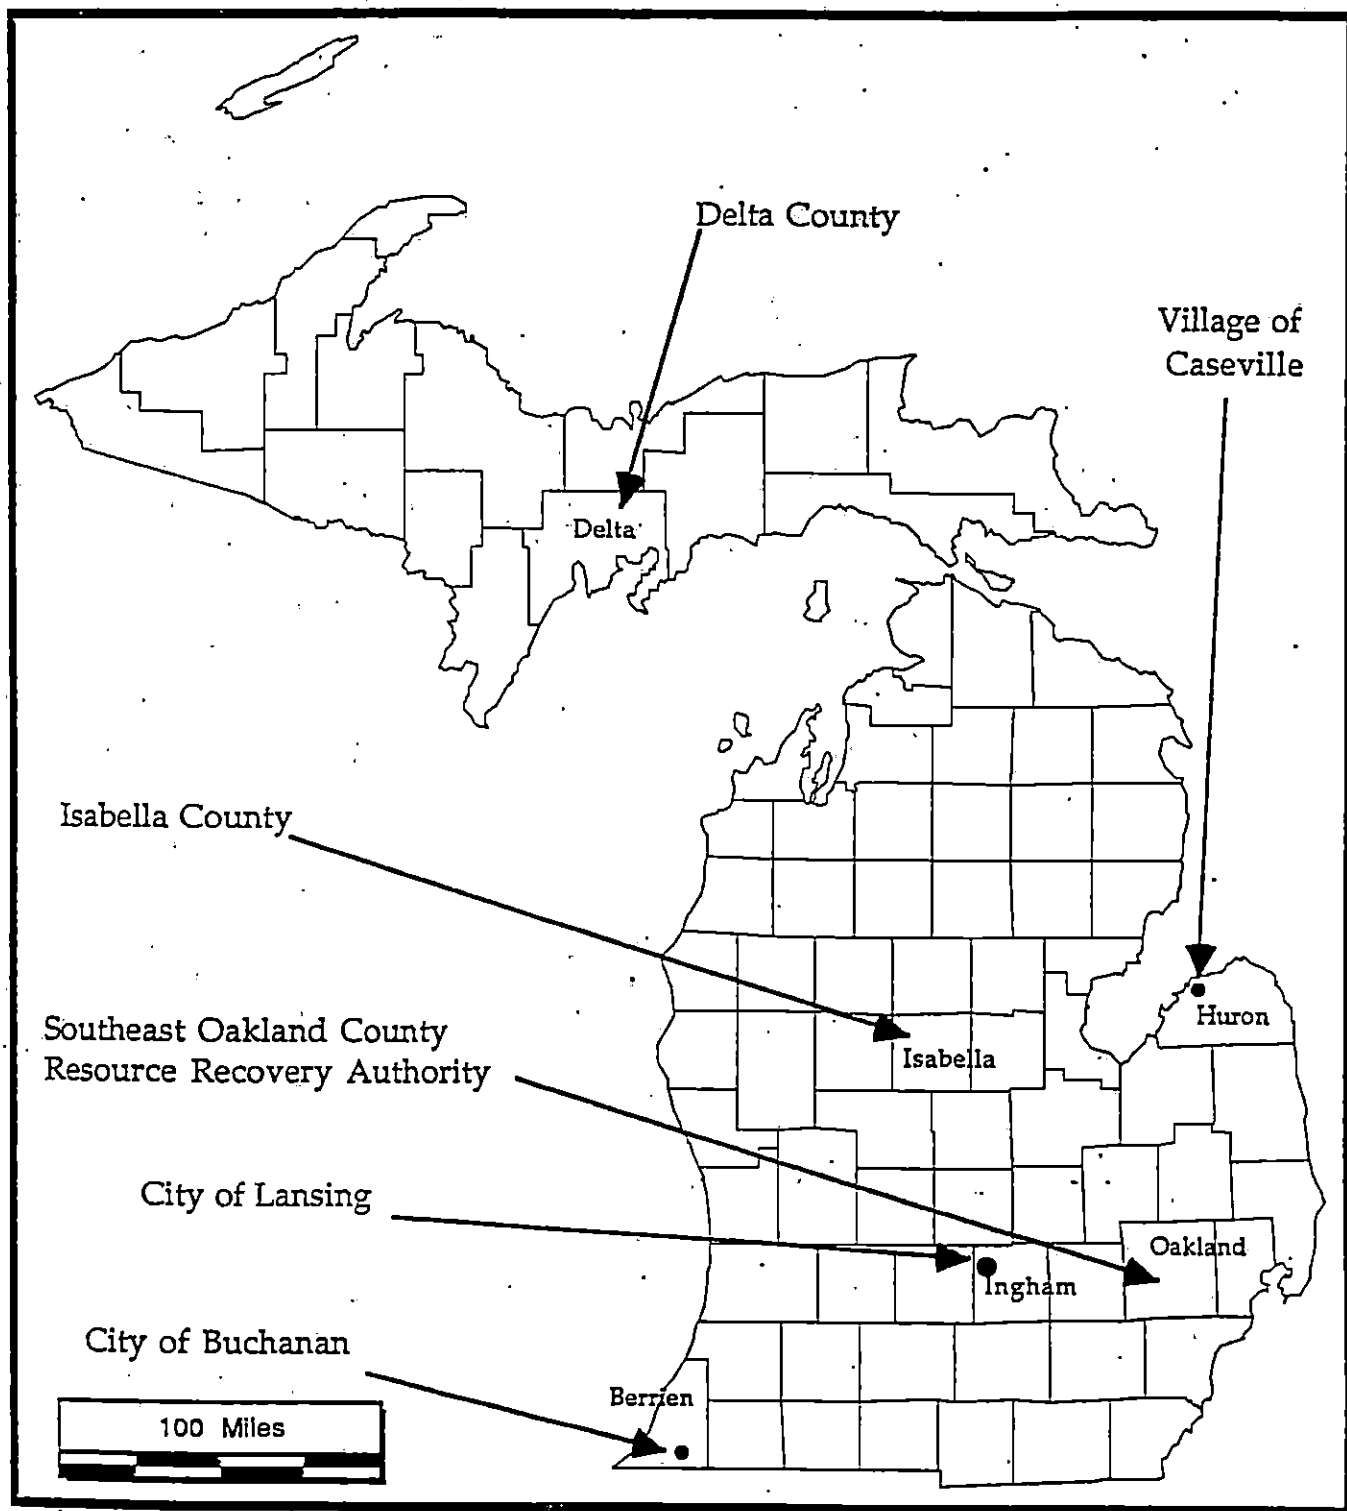 Delta County
Village of
Caseville
Delta
Isabella County
Huron
Southeast Oakland County
Resource Recovery Authority
Isabella
City of Lansing
Oakland
Ingham
City of Buchanan
Berrien
100 Miles